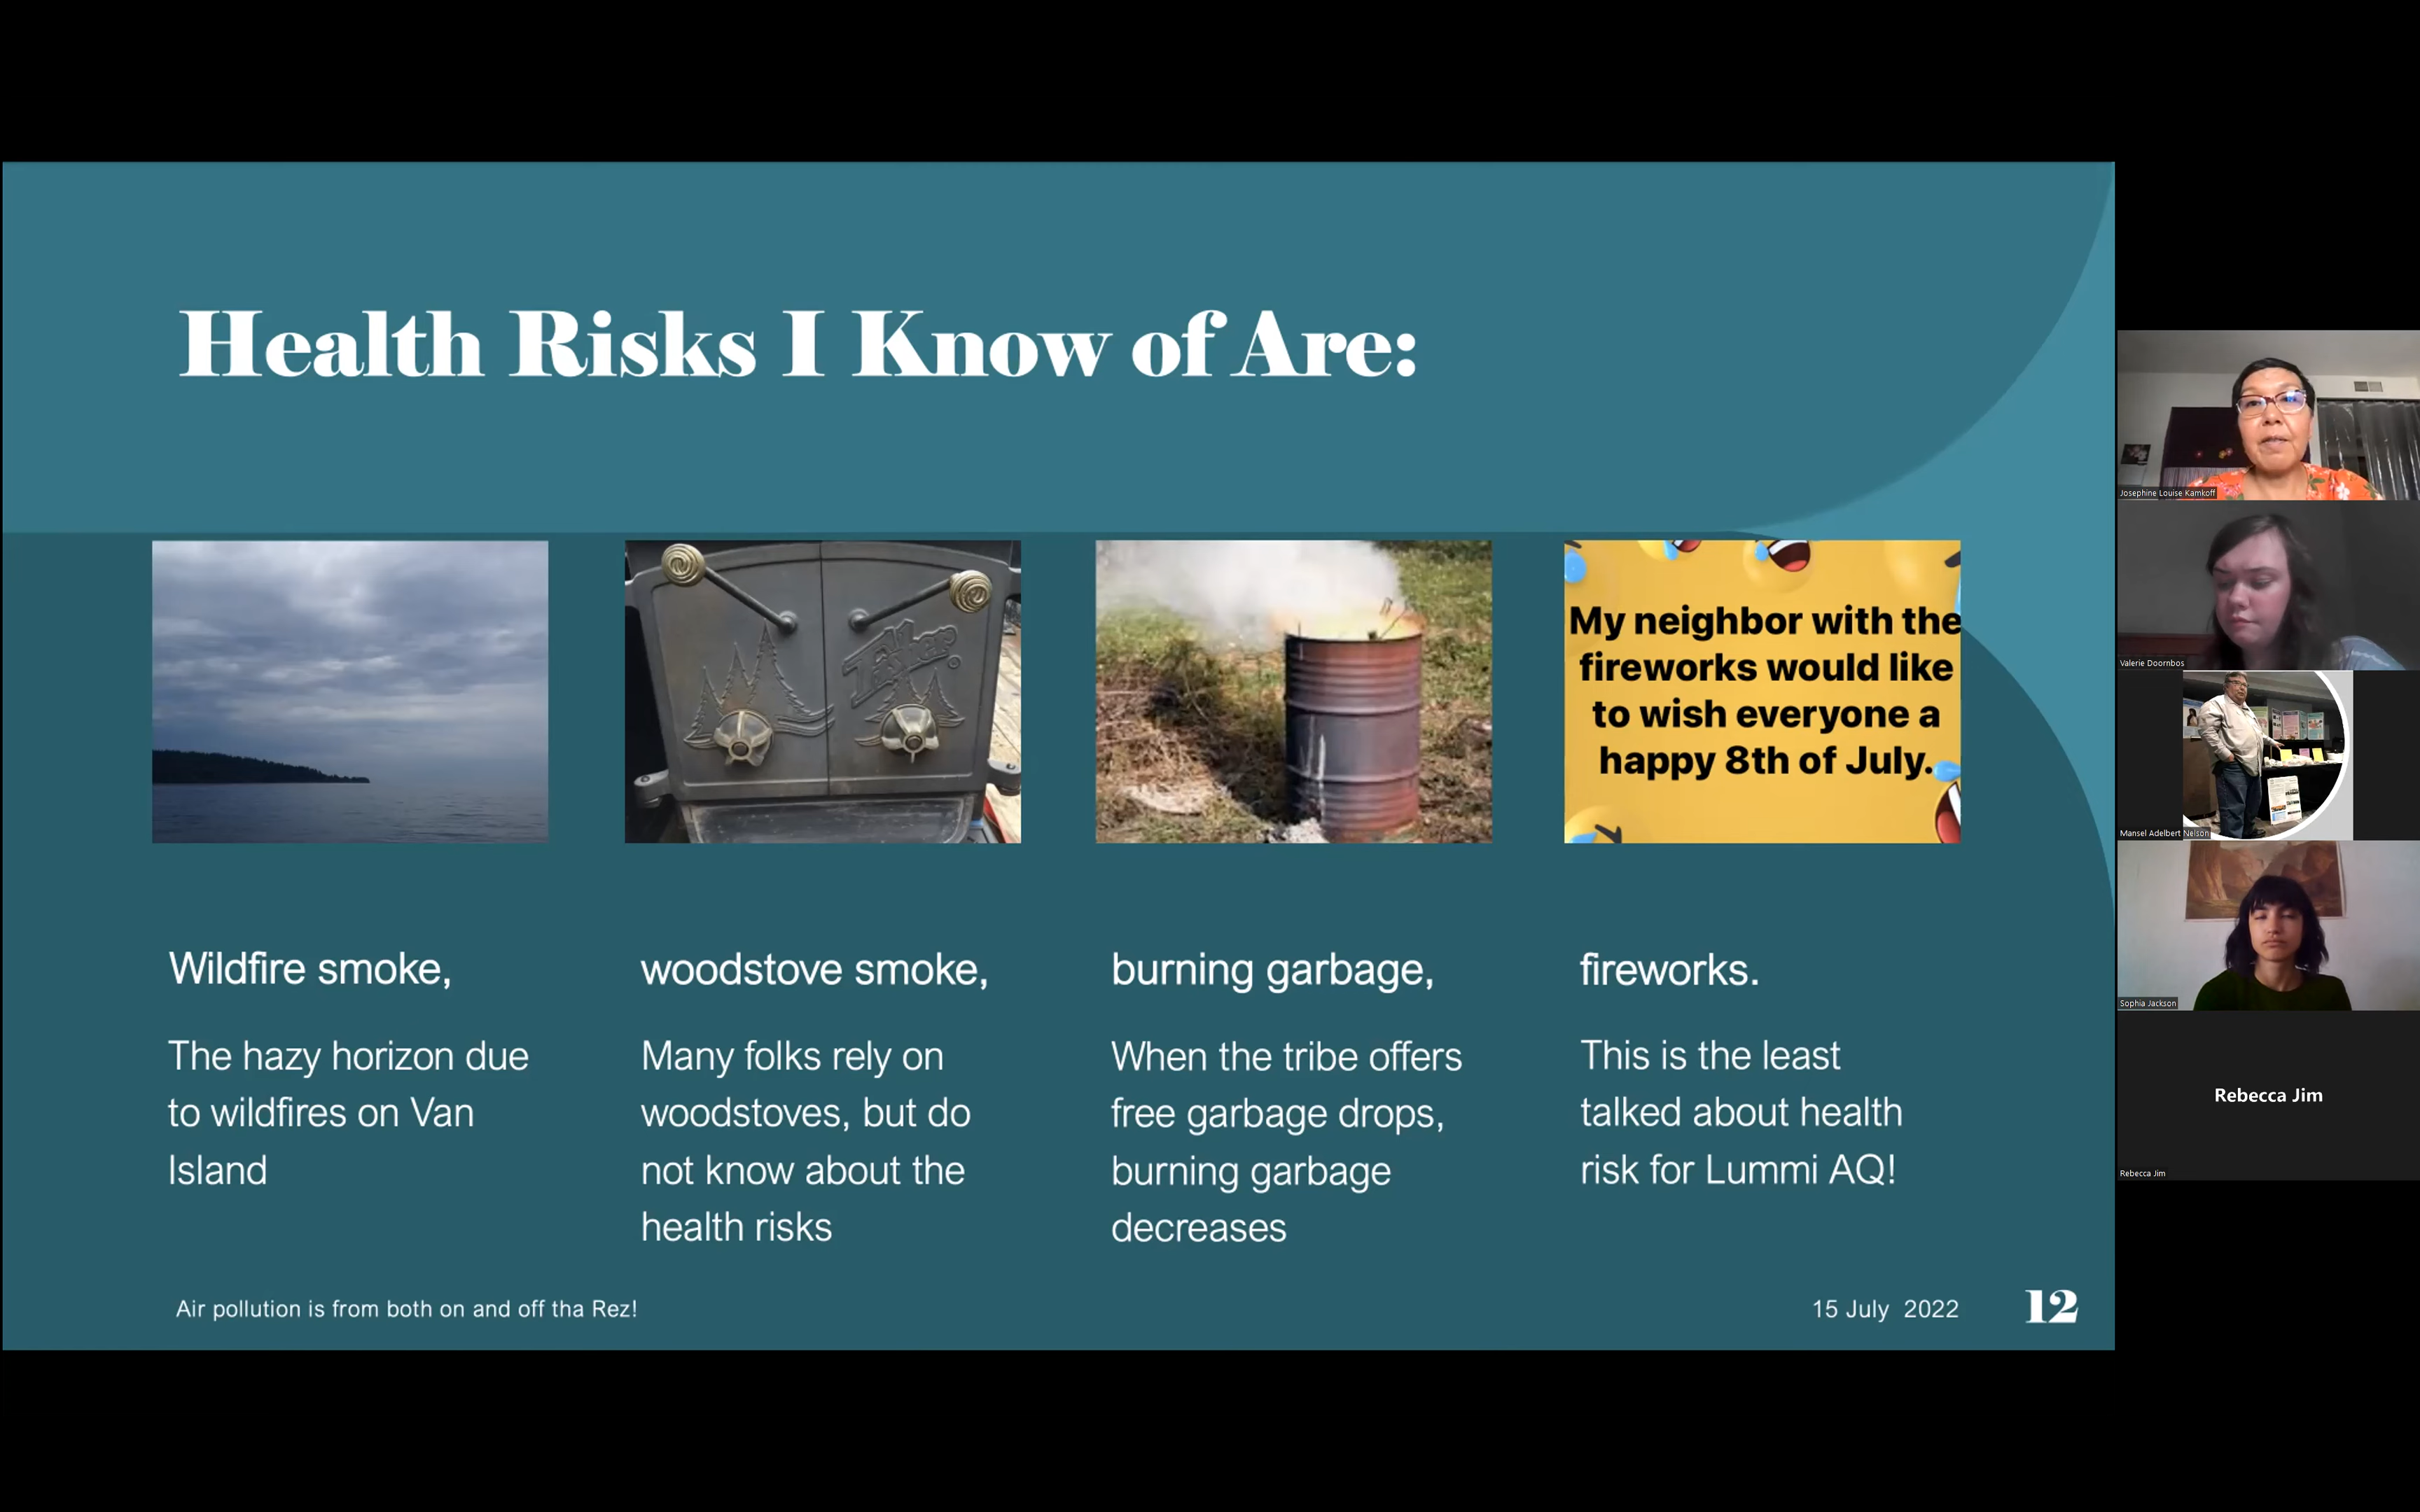 Health Risks I Know of Are:
Fisher
My neighbor with the
fireworks would like
to wish everyone a
happy 8th of July.
Wildfire smoke,
The hazy horizon due
to wildfires on Van
Island
woodstove smoke,
Many folks rely on
woodstoves, but do
not know about the
health risks
burning garbage,
When the tribe offers
free garbage drops,
burning garbage
decreases
fireworks.
This is the least
talked about health
risk for Lummi AQ!
Air pollution is from both on and off tha Rez!
15 July 2022
12
Josephine Louise Kamkoff
Valerie Doornbos
Mansel Adelbert Nelson
Sophia Jackson
Rebecca Jim
Rebecca Jim